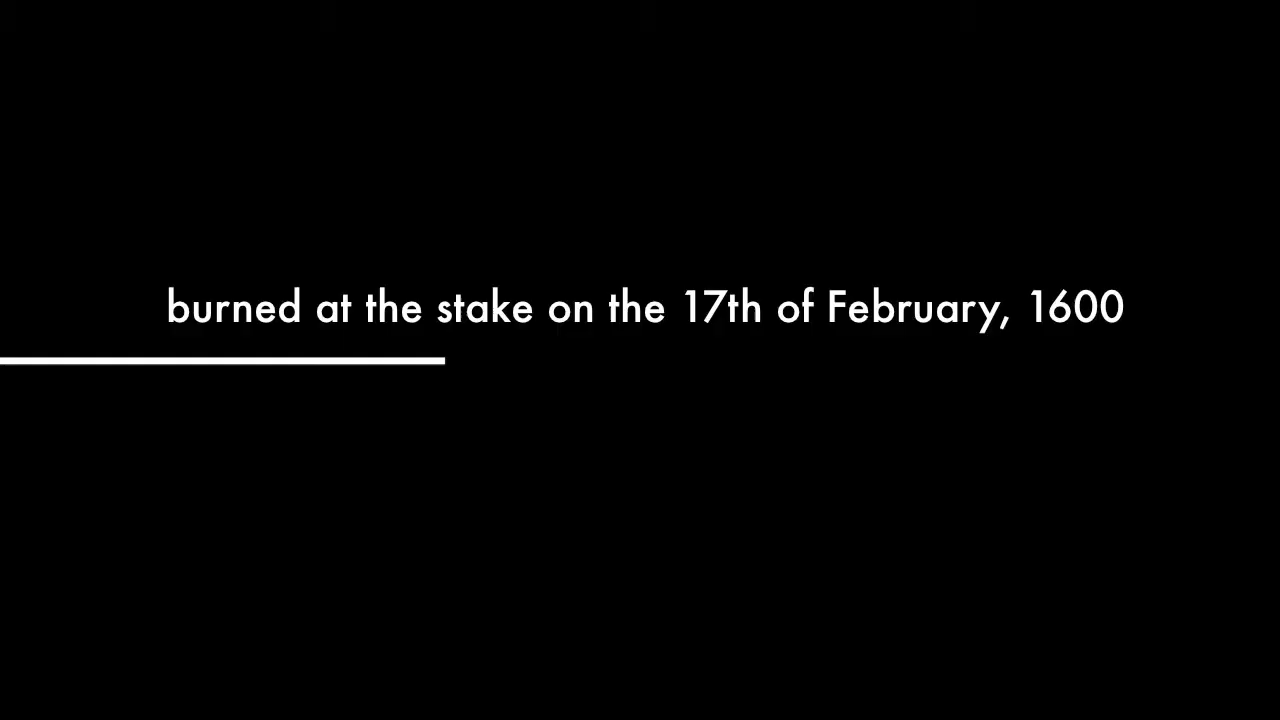 burned at the stake on the 17th of February, 1600